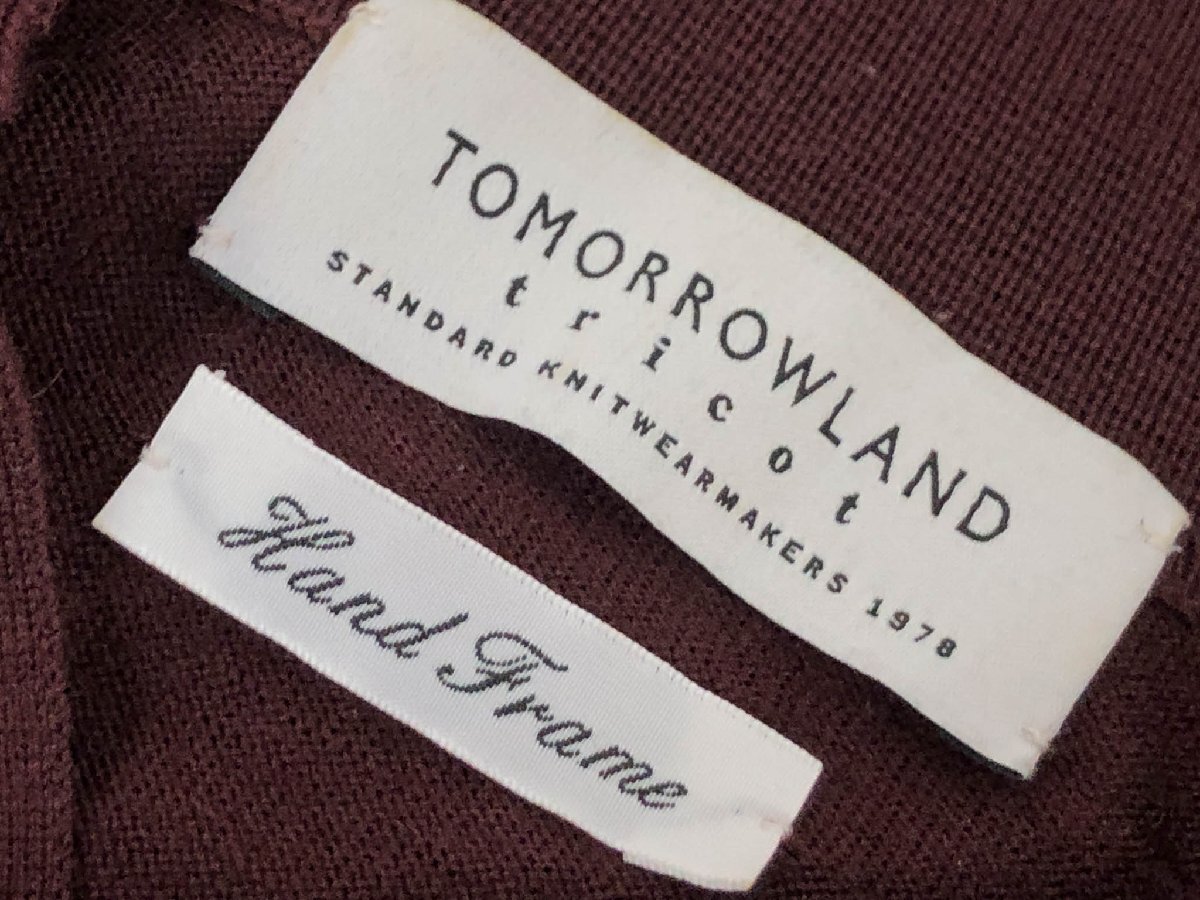 TOMORROWLAND
tricot
STANDARD KNITWEARMAKERS 1978
Hand Frame